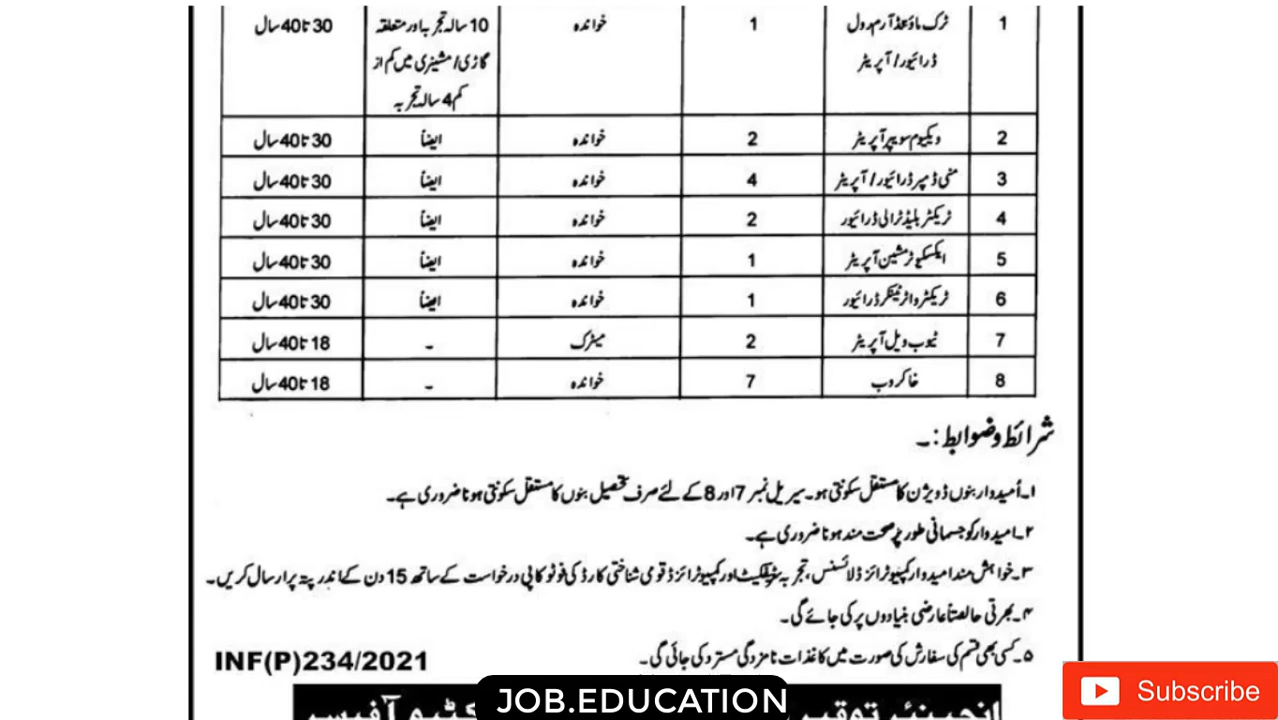 1 ٹرک ماؤنٹڈ آرم رول 1 خواندہ 10 سالہ تجربہ اور متعلقہ 30 تا 40 سال
ڈرائیور/آپریٹر گاڑی/مشینری میں کم از
کم 4 سالہ تجربہ
2 ویکیوم سویپر آپریٹر 2 خواندہ ایضاً 30 تا 40 سال
3 منی ڈمپر ڈرائیور/آپریٹر 4 خواندہ ایضاً 30 تا 40 سال
4 ٹریکٹر بلیڈ ٹرالی ڈرائیور 2 خواندہ ایضاً 30 تا 40 سال
5 ایکسکیوٹر مشین آپریٹر 1 خواندہ ایضاً 30 تا 40 سال
6 ٹریکٹر واٹر ٹینکر ڈرائیور 1 خواندہ ایضاً 30 تا 40 سال
7 ٹیوب ویل آپریٹر 2 میٹرک - 18 تا 40 سال
8 خاکروب 7 خواندہ - 18 تا 40 سال
شرائط و ضوابط:۔
۱۔ اُمیدوار بنوں ڈویژن کا مستقل سکونتی ہو۔ سیریل نمبر 7 اور 8 کے لئے صرف تحصیل بنوں کا مستقل سکونتی ہونا ضروری ہے۔
۲۔ امیدوار کو جسمانی طور پر صحت مند ہونا ضروری ہے۔
۳۔ خواہش مند امیدوار کمپیوٹرائزڈ لائسنس، تجربہ سرٹیفکیٹ اور کمپیوٹرائزڈ قومی شناختی کارڈ کی فوٹو کاپی درخواست کے ساتھ 15 دن کے اندر پتہ پر ارسال کریں۔
۴۔ بھرتی خالصتاً عارضی بنیادوں پر کی جائے گی۔
۵۔ کسی بھی قسم کی سفارش کی صورت میں کاغذات نامزدگی مسترد کی جائی گی۔
INF(P)234/2021
انجینئر توقیر
JOB.EDUCATION
Subscribe